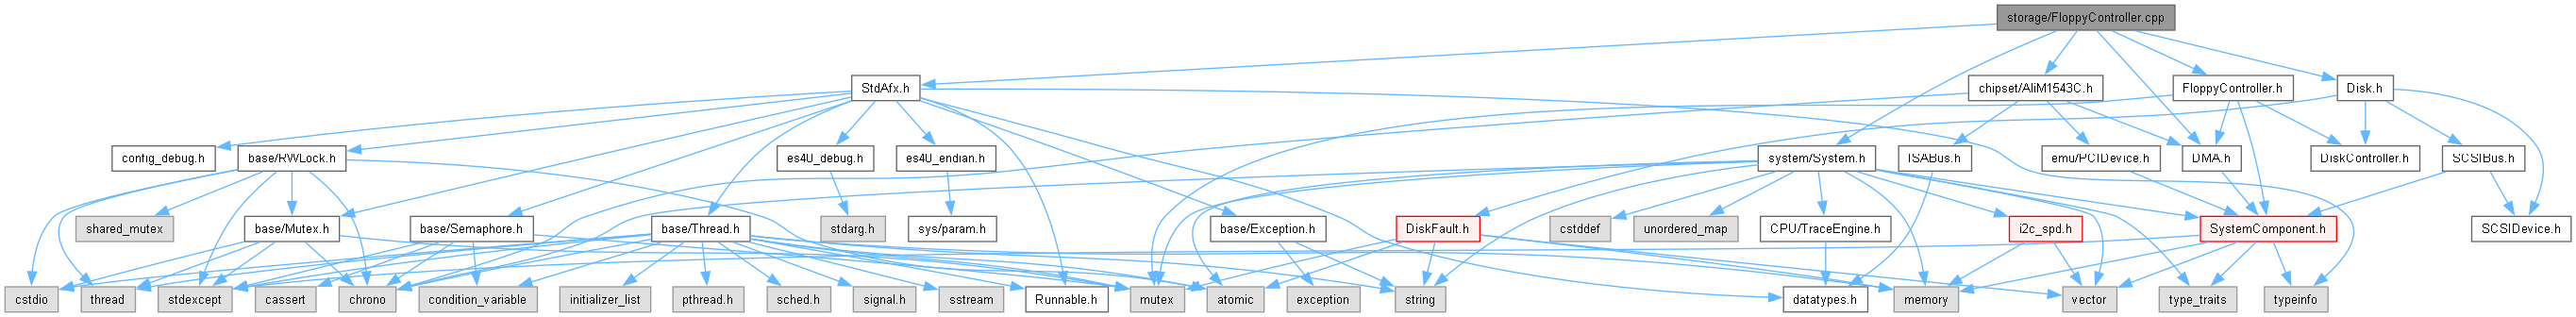 storage/FloppyController.cpp
StdAfx.h
chipset/AliM1543C.h
FloppyController.h
Disk.h
config_debug.h
base/RWLock.h
es4U_debug.h
es4U_endian.h
system/System.h
ISABus.h
emu/PCIDevice.h
DMA.h
DiskController.h
SCSIBus.h
shared_mutex
base/Mutex.h
base/Semaphore.h
base/Thread.h
stdarg.h
sys/param.h
base/Exception.h
DiskFault.h
cstddef
unordered_map
CPU/TraceEngine.h
i2c_spd.h
SystemComponent.h
SCSIDevice.h
cstdio
thread
stdexcept
cassert
chrono
condition_variable
initializer_list
pthread.h
sched.h
signal.h
sstream
Runnable.h
mutex
atomic
exception
string
datatypes.h
memory
vector
type_traits
typeinfo